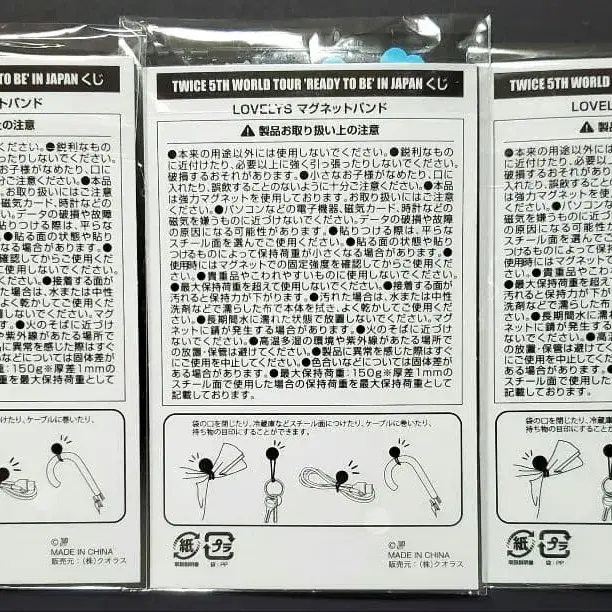 TWICE 5TH WORLD TOUR 'READY TO BE' IN JAPAN くじ
LOVELYS マグネットバンド
⚠ 製品お取り扱い上の注意
●本来の用途以外には使用しないでください。●鋭利なもの
に近付けたり、必要以上に強く引っ張ったりしないでください。
破損するおそれがあります。●小さなお子様がなめたり、口に
入れたり、誤飲することのないように十分ご注意ください。●本品
は強力マグネットを使用しております。お取り扱いにはご注意
ください。●パソコンなどの電子機器、磁気カード、時計などの
磁気を嫌うものに近づけないでください。データの破損や故障
の原因になる可能性があります。●貼りつける際は、平らな
スチール面を選んでご使用ください。●貼る面の状態や貼り
つけるものによって保持荷重が小さくなる場合があります。●
使用時にはマグネットでの固定強度を確認してからご使用くだ
さい。●貴重品やこわれやすいものに使用しないでください。
●最大保持荷重を超えて使用しないでください。●接着する面が
汚れると保持力が下がります。●汚れた場合は、水または中性
洗剤などで濡らした布で本体を拭き、よく乾かしてご使用くだ
さい。●長期間水に濡れた状態で放置しないでください。マグ
ネットに錆が発生する場合があります。●火のそばに近づけ
ないでください。●高温多湿の環境や紫外線があたる場所で
の放置・保管は避けてください。●製品に異常を感じた際はすぐ
にご使用を中止してください。●色合いなどについては固体差が
ある場合があります。●最大保持荷重:150g※厚差1mmの
スチール面で使用した場合の保持荷重を最大保持荷重として
記載しております。
袋の口を閉じたり、冷蔵庫などスチール面につけたり、ケーブルに巻いたり、
持ち物の目印にすることができます。
紙
取扱説明書
プラ
袋:PP
MADE IN CHINA
販売元:(株)クオラス